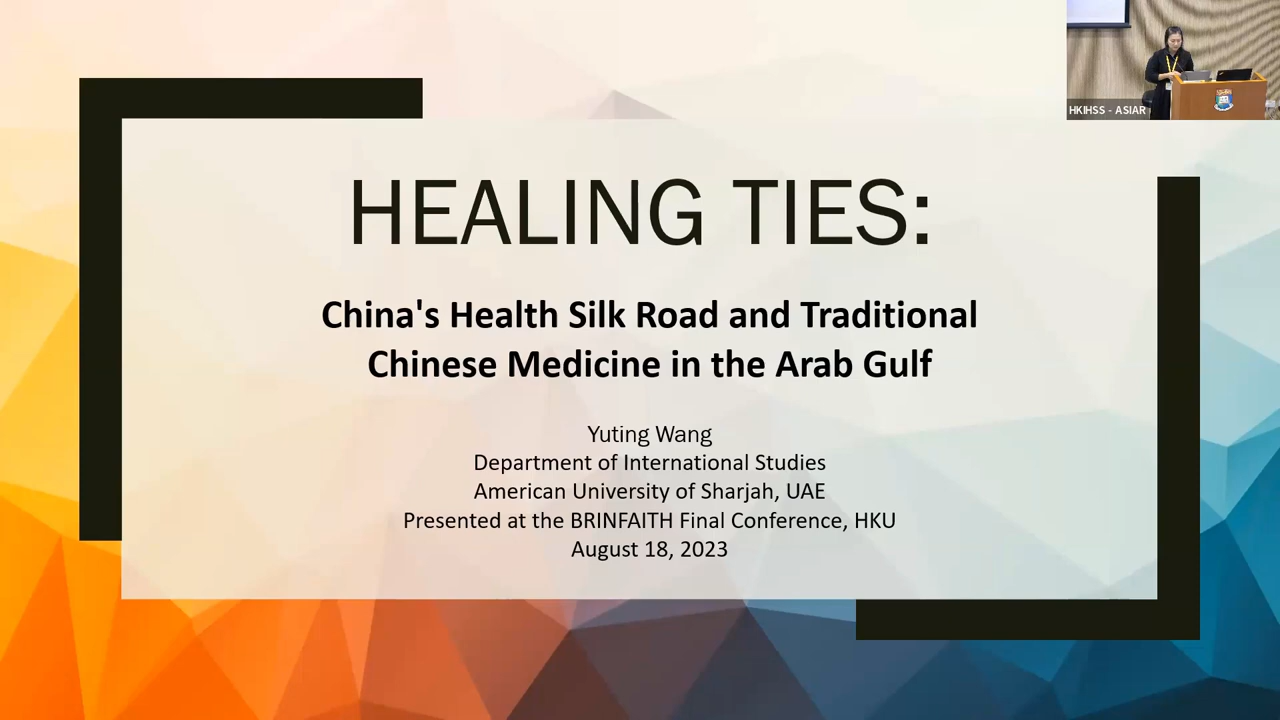 HKIHSS - ASIAR
HEALING TIES:
China's Health Silk Road and Traditional
Chinese Medicine in the Arab Gulf
Yuting Wang
Department of International Studies
American University of Sharjah, UAE
Presented at the BRINFAITH Final Conference, HKU
August 18, 2023